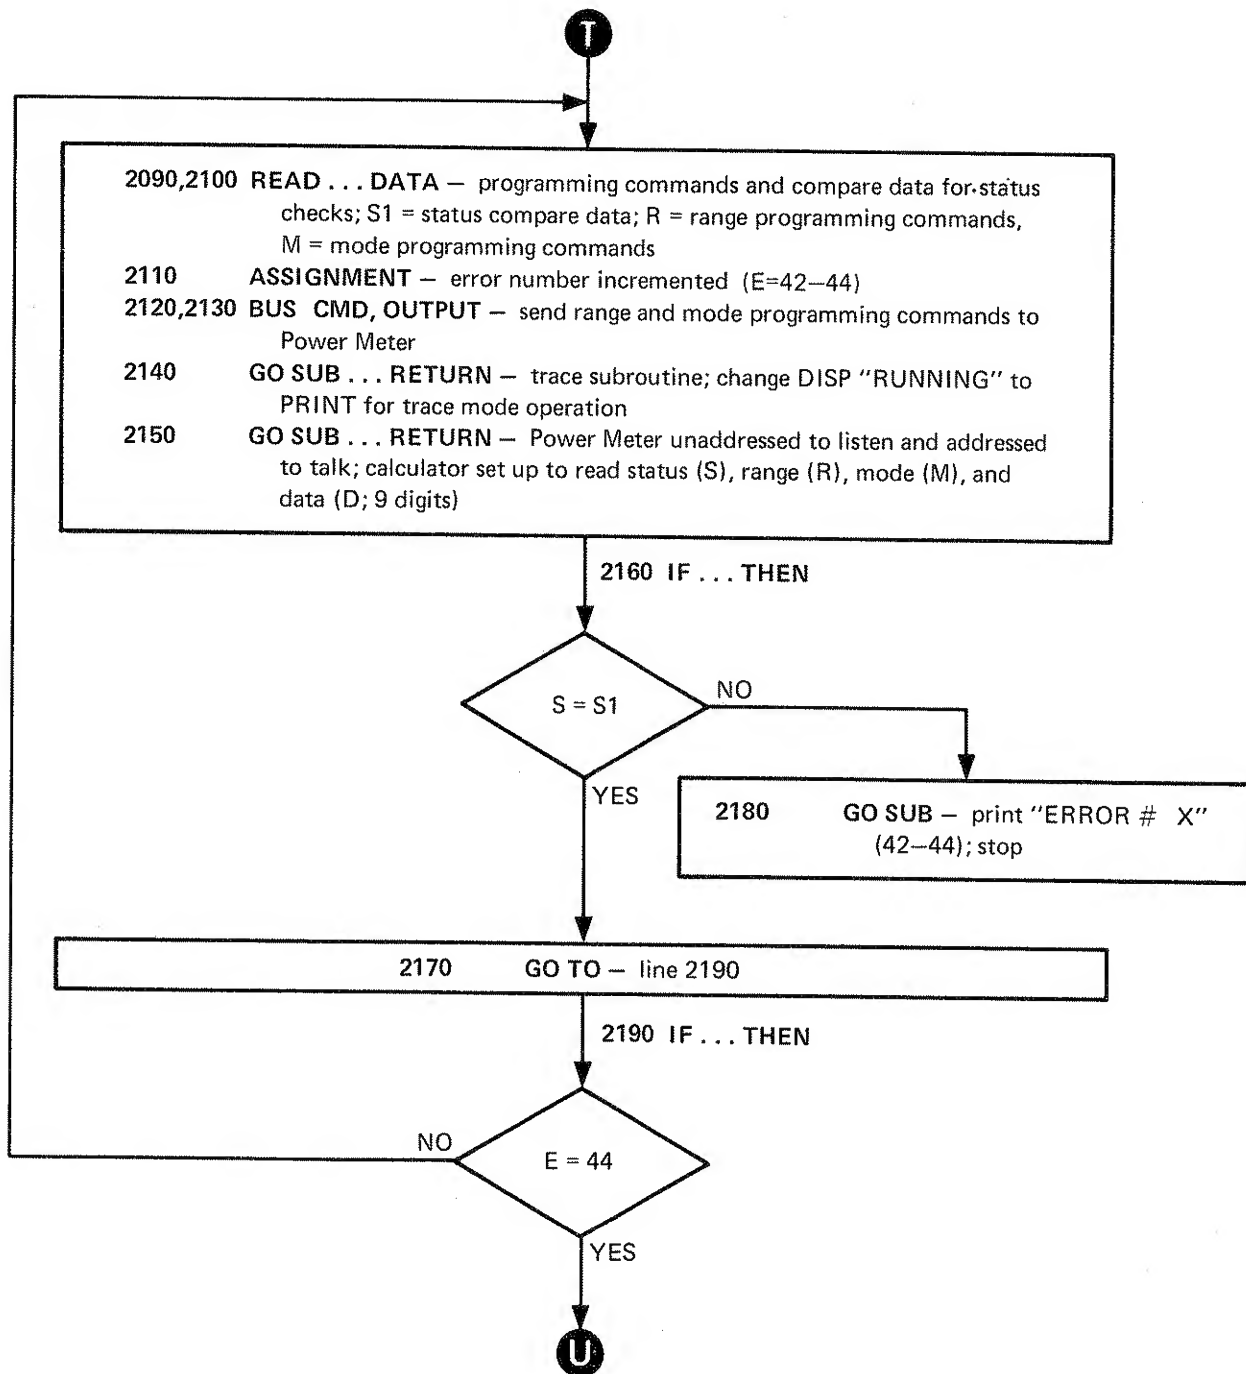 T
2090,2100 READ . . . DATA — programming commands and compare data for status
checks; S1 = status compare data; R = range programming commands,
M = mode programming commands
2110 ASSIGNMENT — error number incremented (E=42—44)
2120,2130 BUS CMD, OUTPUT — send range and mode programming commands to
Power Meter
2140 GO SUB . . . RETURN — trace subroutine; change DISP "RUNNING" to
PRINT for trace mode operation
2150 GO SUB . . . RETURN — Power Meter unaddressed to listen and addressed
to talk; calculator set up to read status (S), range (R), mode (M), and
data (D; 9 digits)
2160 IF . . . THEN
S = S1
NO
YES
2180 GO SUB — print "ERROR # X"
(42—44); stop
2170 GO TO — line 2190
2190 IF . . . THEN
NO
E = 44
YES
U